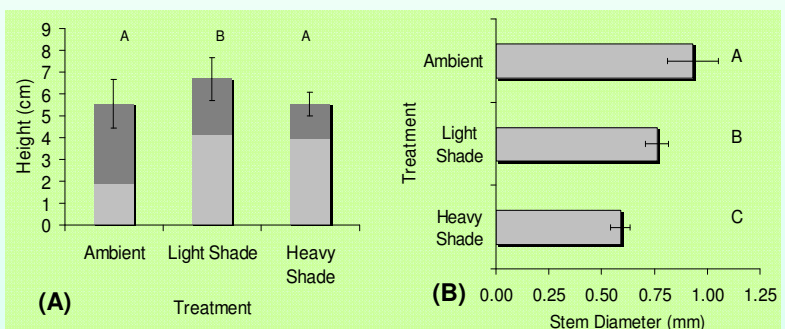 9
8
7
6
5
4
3
2
1
0
Height (cm)
A B A
Ambient Light Shade Heavy
Shade
(A)
Treatment
Treatment
Ambient
A
Light
Shade
B
Heavy
Shade
C
(B)
0.00 0.25 0.50 0.75 1.00 1.25
Stem Diameter (mm)